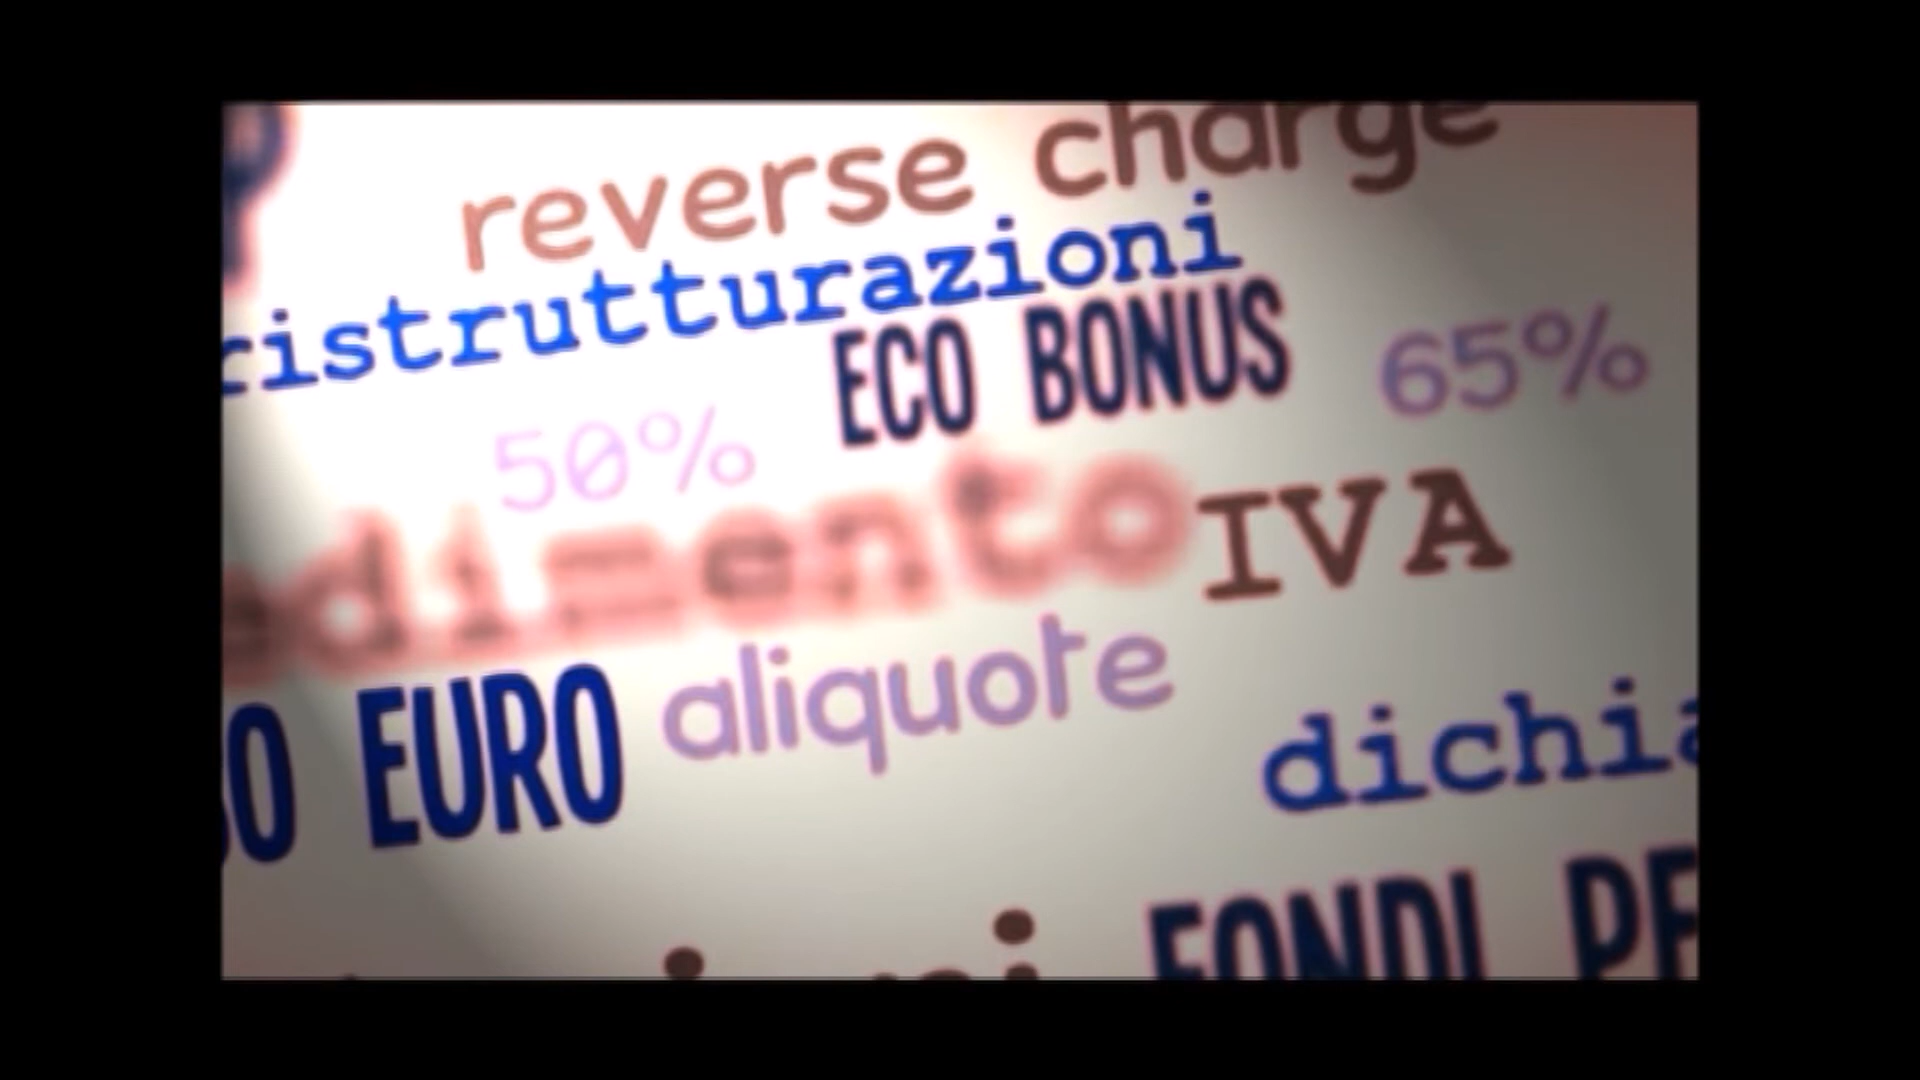 reverse charge
ristrutturazioni
50% ECO BONUS 65%
IVA
EURO aliquote
dichia
FONDI PE